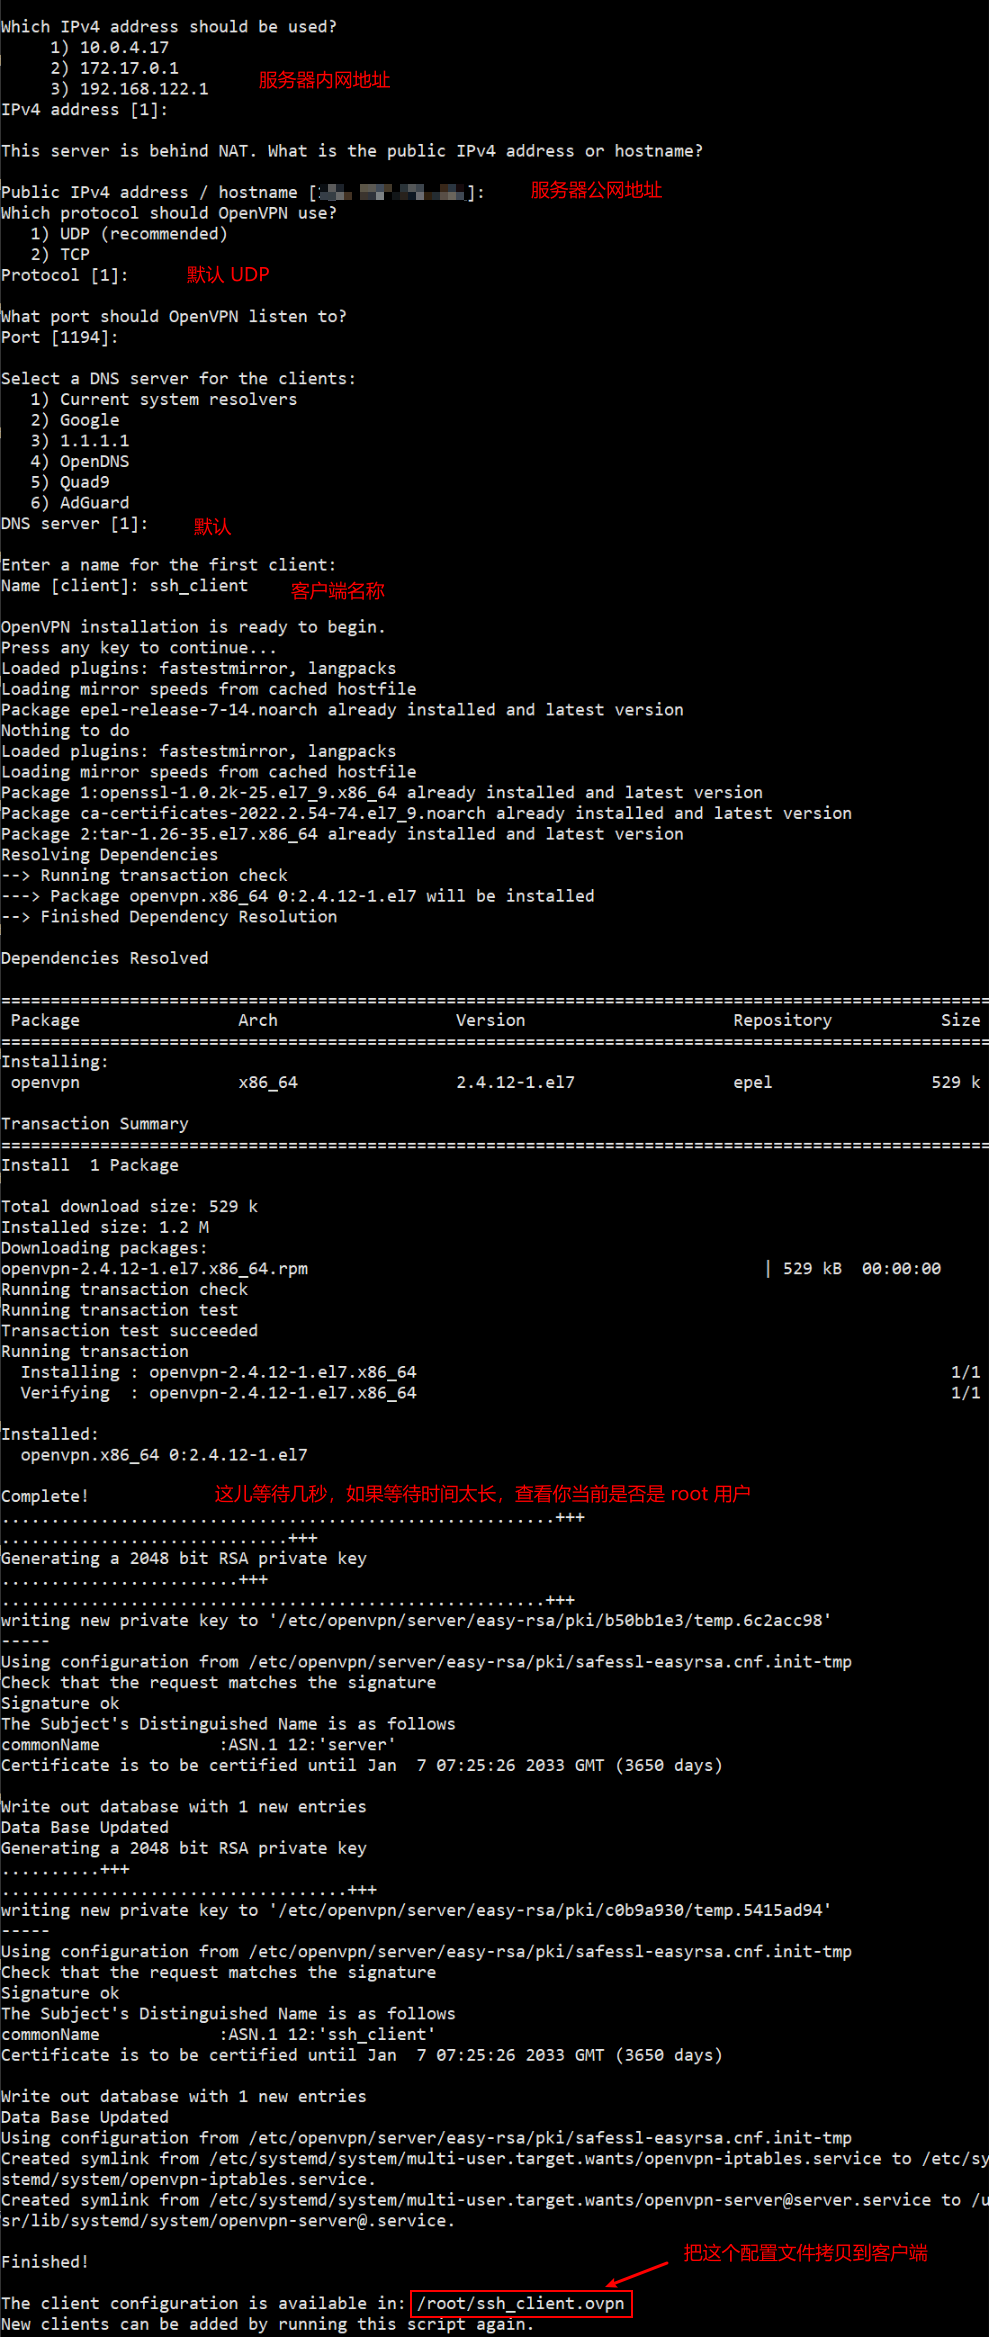 Which IPv4 address should be used?
1) 10.0.4.17
2) 172.17.0.1
3) 192.168.122.1
服务器内网地址
IPv4 address [1]:
This server is behind NAT. What is the public IPv4 address or hostname?
Public IPv4 address / hostname [ ]: 服务器公网地址
Which protocol should OpenVPN use?
1) UDP (recommended)
2) TCP
Protocol [1]: 默认 UDP
What port should OpenVPN listen to?
Port [1194]:
Select a DNS server for the clients:
1) Current system resolvers
2) Google
3) 1.1.1.1
4) OpenDNS
5) Quad9
6) AdGuard
DNS server [1]: 默认
Enter a name for the first client:
Name [client]: ssh_client 客户端名称
OpenVPN installation is ready to begin.
Press any key to continue...
Loaded plugins: fastestmirror, langpacks
Loading mirror speeds from cached hostfile
Package epel-release-7-14.noarch already installed and latest version
Nothing to do
Loaded plugins: fastestmirror, langpacks
Loading mirror speeds from cached hostfile
Package 1:openssl-1.0.2k-25.el7_9.x86_64 already installed and latest version
Package ca-certificates-2022.2.54-74.el7_9.noarch already installed and latest version
Package 2:tar-1.26-35.el7.x86_64 already installed and latest version
Resolving Dependencies
--> Running transaction check
---> Package openvpn.x86_64 0:2.4.12-1.el7 will be installed
--> Finished Dependency Resolution
Dependencies Resolved
====================================================================================================
Package Arch Version Repository Size
====================================================================================================
Installing:
openvpn x86_64 2.4.12-1.el7 epel 529 k
Transaction Summary
====================================================================================================
Install 1 Package
Total download size: 529 k
Installed size: 1.2 M
Downloading packages:
openvpn-2.4.12-1.el7.x86_64.rpm | 529 kB 00:00:00
Running transaction check
Running transaction test
Transaction test succeeded
Running transaction
Installing : openvpn-2.4.12-1.el7.x86_64 1/1
Verifying : openvpn-2.4.12-1.el7.x86_64 1/1
Installed:
openvpn.x86_64 0:2.4.12-1.el7
Complete! 这儿等待几秒，如果等待时间太长，查看你当前是否是 root 用户
........................................................+++
.............................+++
Generating a 2048 bit RSA private key
........................+++
.......................................................+++
writing new private key to '/etc/openvpn/server/easy-rsa/pki/b50bb1e3/temp.6c2acc98'
-----
Using configuration from /etc/openvpn/server/easy-rsa/pki/safessl-easyrsa.cnf.init-tmp
Check that the request matches the signature
Signature ok
The Subject's Distinguished Name is as follows
commonName :ASN.1 12:'server'
Certificate is to be certified until Jan 7 07:25:26 2033 GMT (3650 days)
Write out database with 1 new entries
Data Base Updated
Generating a 2048 bit RSA private key
..........+++
...................................+++
writing new private key to '/etc/openvpn/server/easy-rsa/pki/c0b9a930/temp.5415ad94'
-----
Using configuration from /etc/openvpn/server/easy-rsa/pki/safessl-easyrsa.cnf.init-tmp
Check that the request matches the signature
Signature ok
The Subject's Distinguished Name is as follows
commonName :ASN.1 12:'ssh_client'
Certificate is to be certified until Jan 7 07:25:26 2033 GMT (3650 days)
Write out database with 1 new entries
Data Base Updated
Using configuration from /etc/openvpn/server/easy-rsa/pki/safessl-easyrsa.cnf.init-tmp
Created symlink from /etc/systemd/system/multi-user.target.wants/openvpn-iptables.service to /etc/sy
stemd/system/openvpn-iptables.service.
Created symlink from /etc/systemd/system/multi-user.target.wants/openvpn-server@server.service to /u
sr/lib/systemd/system/openvpn-server@.service.
Finished!
把这个配置文件拷贝到客户端
The client configuration is available in: /root/ssh_client.ovpn
New clients can be added by running this script again.